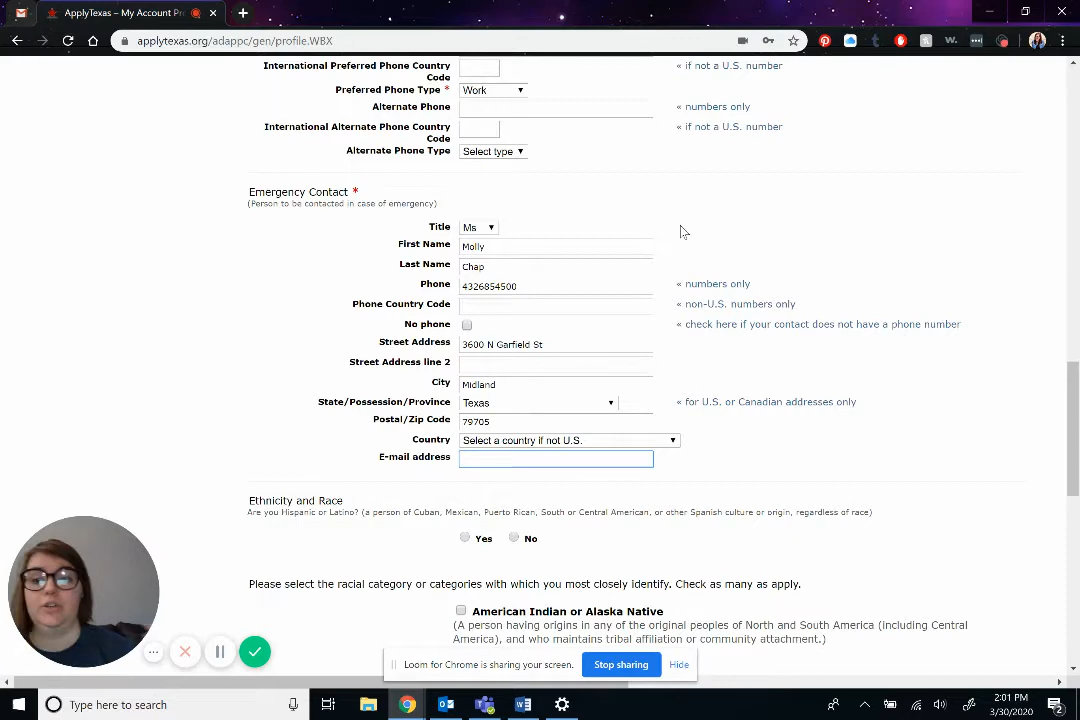 ApplyTexas – My Account Pr
applytexas.org/adappc/gen/profile.WBX
International Preferred Phone Country Code « if not a U.S. number
Preferred Phone Type * Work
Alternate Phone « numbers only
International Alternate Phone Country Code « if not a U.S. number
Alternate Phone Type Select type
Emergency Contact *
(Person to be contacted in case of emergency)
Title Ms
First Name Molly
Last Name Chap
Phone 4326854500 « numbers only
Phone Country Code « non-U.S. numbers only
No phone « check here if your contact does not have a phone number
Street Address 3600 N Garfield St
Street Address line 2
City Midland
State/Possession/Province Texas « for U.S. or Canadian addresses only
Postal/Zip Code 79705
Country Select a country if not U.S.
E-mail address
Ethnicity and Race
Are you Hispanic or Latino? (a person of Cuban, Mexican, Puerto Rican, South or Central American, or other Spanish culture or origin, regardless of race)
Yes No
Please select the racial category or categories with which you most closely identify. Check as many as apply.
American Indian or Alaska Native
(A person having origins in any of the original peoples of North and South America (including Central
America), and who maintains tribal affiliation or community attachment.)
Loom for Chrome is sharing your screen. Stop sharing Hide
Type here to search
2:01 PM
3/30/2020
2